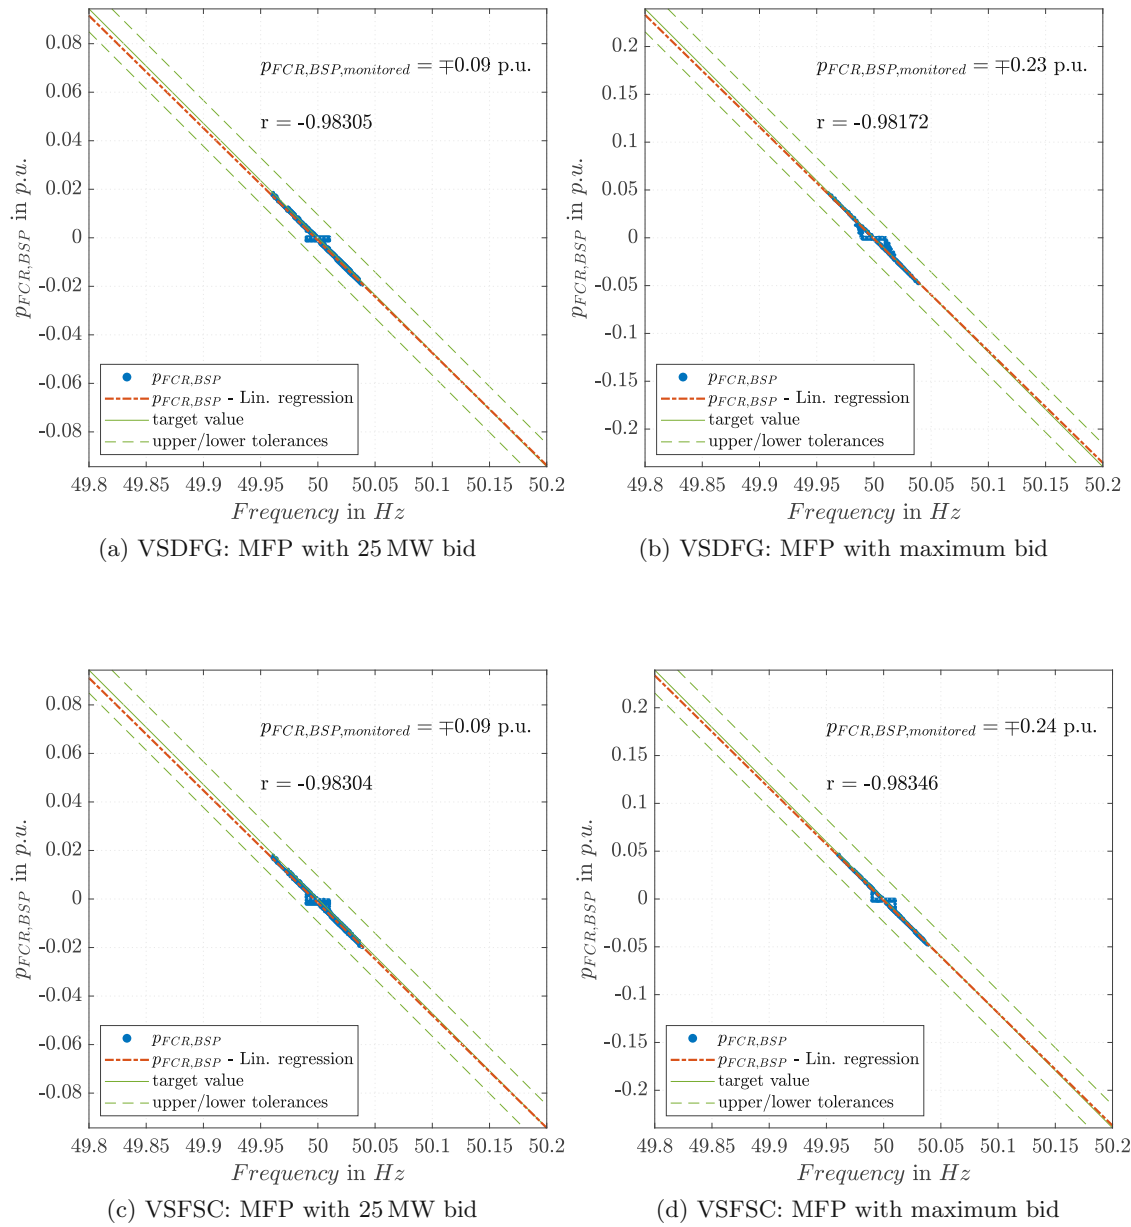 0.08
0.06
0.04
0.02
0
-0.02
-0.04
-0.06
-0.08
p_{FCR,BSP} in p.u.
p_{FCR,BSP,monitored} = ∓0.09 p.u.
r = -0.98305
p_{FCR,BSP}
p_{FCR,BSP} - Lin. regression
target value
upper/lower tolerances
49.8 49.85 49.9 49.95 50 50.05 50.1 50.15 50.2
Frequency in Hz
(a) VSDFG: MFP with 25 MW bid
0.2
0.15
0.1
0.05
0
-0.05
-0.1
-0.15
-0.2
p_{FCR,BSP} in p.u.
p_{FCR,BSP,monitored} = ∓0.23 p.u.
r = -0.98172
p_{FCR,BSP}
p_{FCR,BSP} - Lin. regression
target value
upper/lower tolerances
49.8 49.85 49.9 49.95 50 50.05 50.1 50.15 50.2
Frequency in Hz
(b) VSDFG: MFP with maximum bid
0.08
0.06
0.04
0.02
0
-0.02
-0.04
-0.06
-0.08
p_{FCR,BSP} in p.u.
p_{FCR,BSP,monitored} = ∓0.09 p.u.
r = -0.98304
p_{FCR,BSP}
p_{FCR,BSP} - Lin. regression
target value
upper/lower tolerances
49.8 49.85 49.9 49.95 50 50.05 50.1 50.15 50.2
Frequency in Hz
(c) VSFSC: MFP with 25 MW bid
0.2
0.15
0.1
0.05
0
-0.05
-0.1
-0.15
-0.2
p_{FCR,BSP} in p.u.
p_{FCR,BSP,monitored} = ∓0.24 p.u.
r = -0.98346
p_{FCR,BSP}
p_{FCR,BSP} - Lin. regression
target value
upper/lower tolerances
49.8 49.85 49.9 49.95 50 50.05 50.1 50.15 50.2
Frequency in Hz
(d) VSFSC: MFP with maximum bid